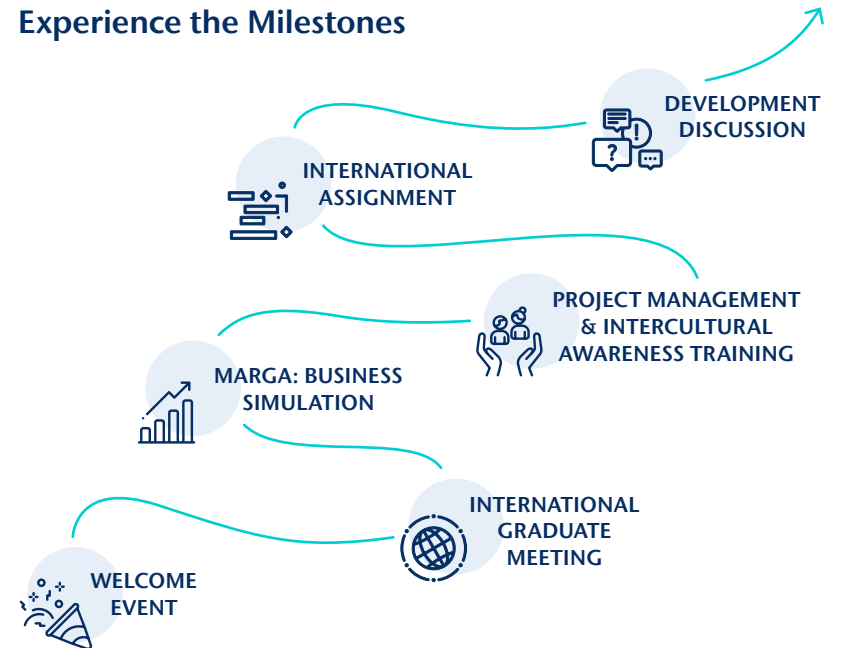 Experience the Milestones
DEVELOPMENT
DISCUSSION
INTERNATIONAL
ASSIGNMENT
PROJECT MANAGEMENT
& INTERCULTURAL
AWARENESS TRAINING
MARGA: BUSINESS
SIMULATION
INTERNATIONAL
GRADUATE
MEETING
WELCOME
EVENT